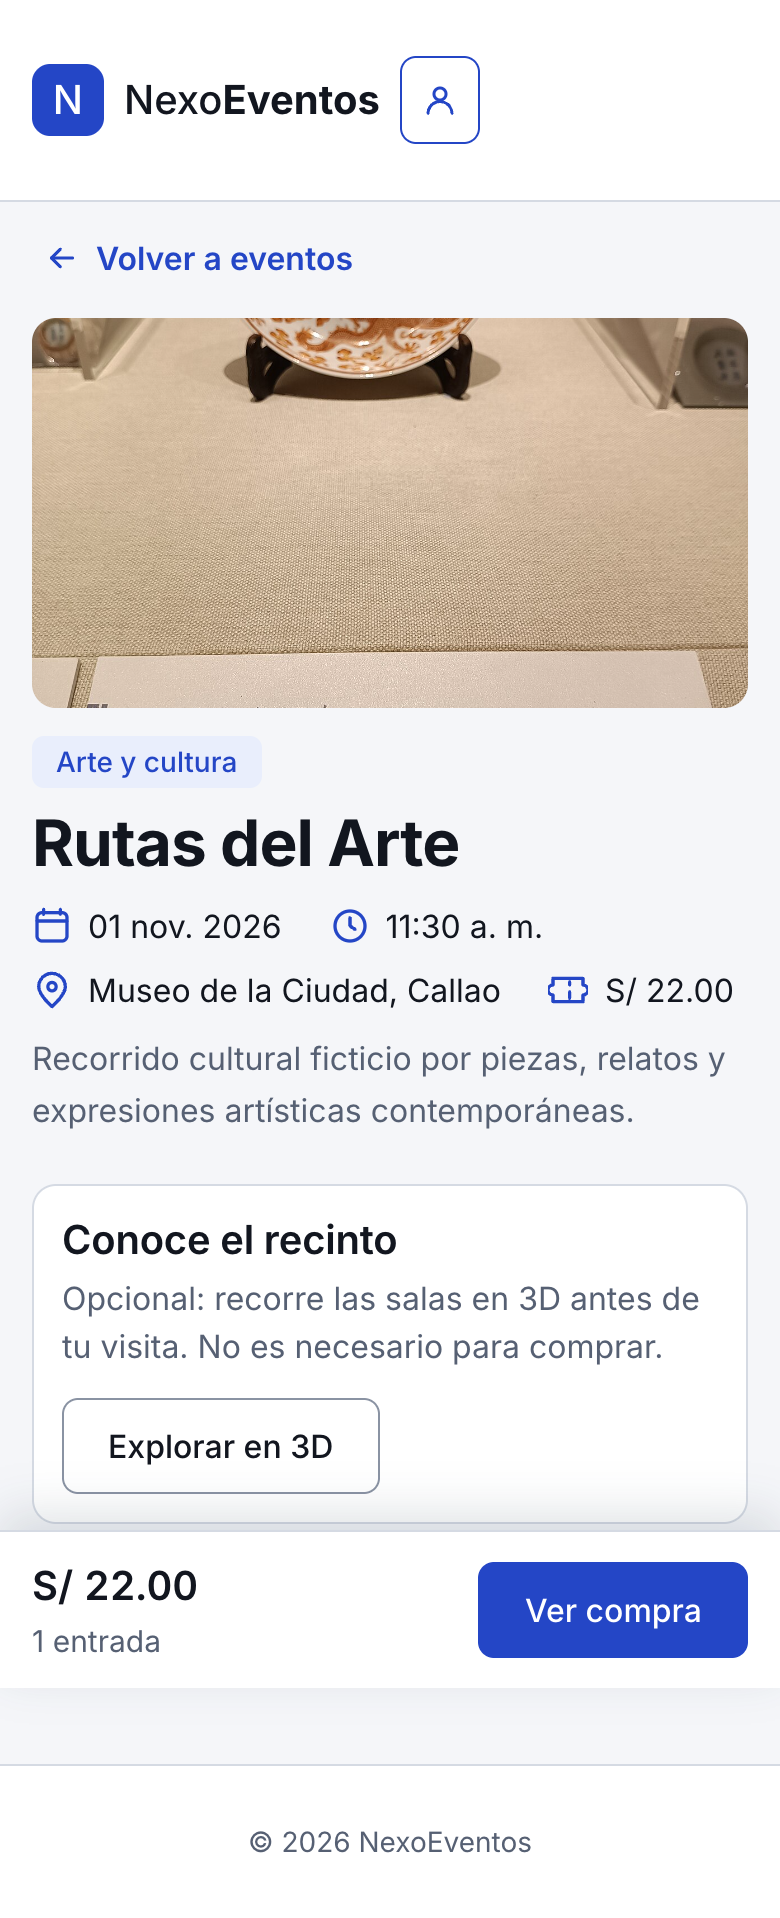 N NexoEventos
Volver a eventos
Arte y cultura
Rutas del Arte
01 nov. 2026 11:30 a. m.
Museo de la Ciudad, Callao S/ 22.00
Recorrido cultural ficticio por piezas, relatos y
expresiones artísticas contemporáneas.
Conoce el recinto
Opcional: recorre las salas en 3D antes de
tu visita. No es necesario para comprar.
Explorar en 3D
S/ 22.00
1 entrada
Ver compra
© 2026 NexoEventos